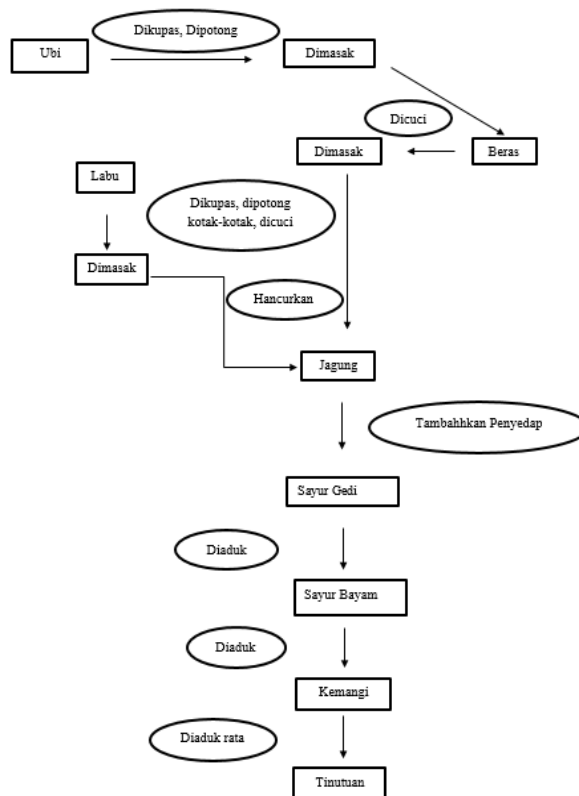 Dikupas, Dipotong
Ubi
Dimasak
Dicuci
Dimasak
Beras
Labu
Dikupas, dipotong
kotak-kotak, dicuci
Dimasak
Hancurkan
Jagung
Tambahhkan Penyedap
Sayur Gedi
Diaduk
Sayur Bayam
Diaduk
Kemangi
Diaduk rata
Tinutuan